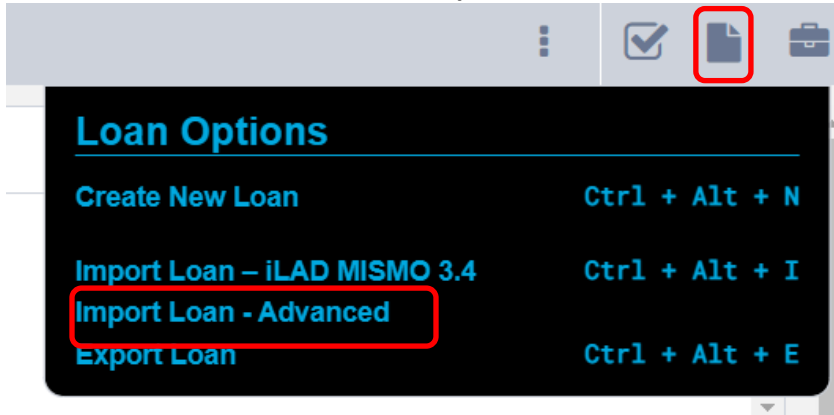 Loan Options
Create New Loan Ctrl + Alt + N
Import Loan – iLAD MISMO 3.4 Ctrl + Alt + I
Import Loan - Advanced
Export Loan Ctrl + Alt + E